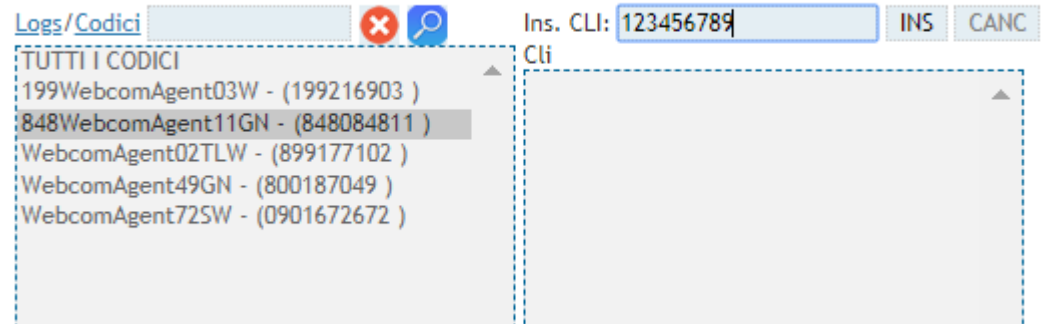 Logs/Codici
Ins. CLI: 123456789 INS CANC
Cli
TUTTI I CODICI
199WebcomAgent03W - (199216903 )
848WebcomAgent11GN - (848084811 )
WebcomAgent02TLW - (899177102 )
WebcomAgent49GN - (800187049 )
WebcomAgent72SW - (0901672672 )